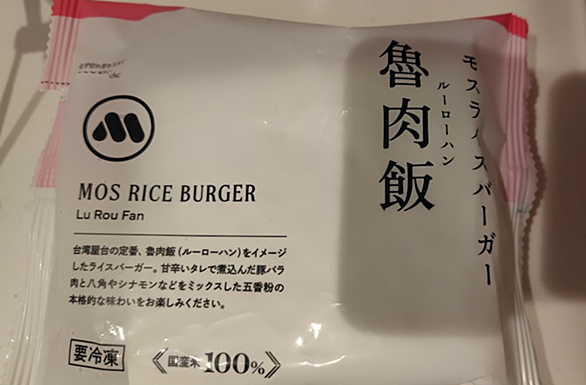 モスライスバーガー
ルーローハン
魯肉飯
MOS RICE BURGER
Lu Rou Fan
台湾屋台の定番、魯肉飯(ルーローハン)をイメージ
したライスバーガー。甘辛いタレで煮込んだ豚バラ
肉と八角やシナモンなどをミックスした五香粉の
本格的な味わいをお楽しみください。
要冷凍
国産米100%